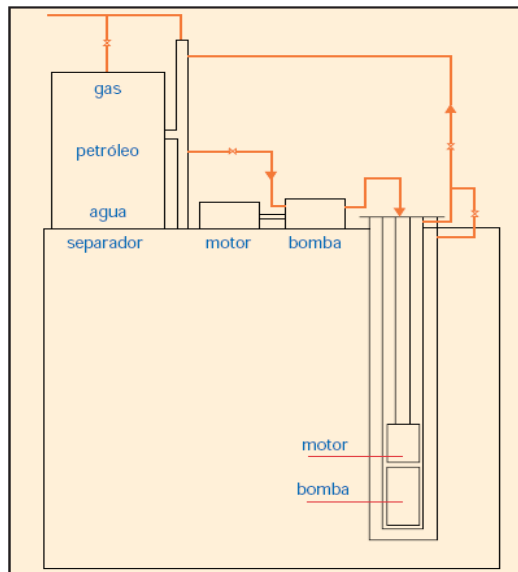 gas
petróleo
agua
separador motor bomba
motor
bomba